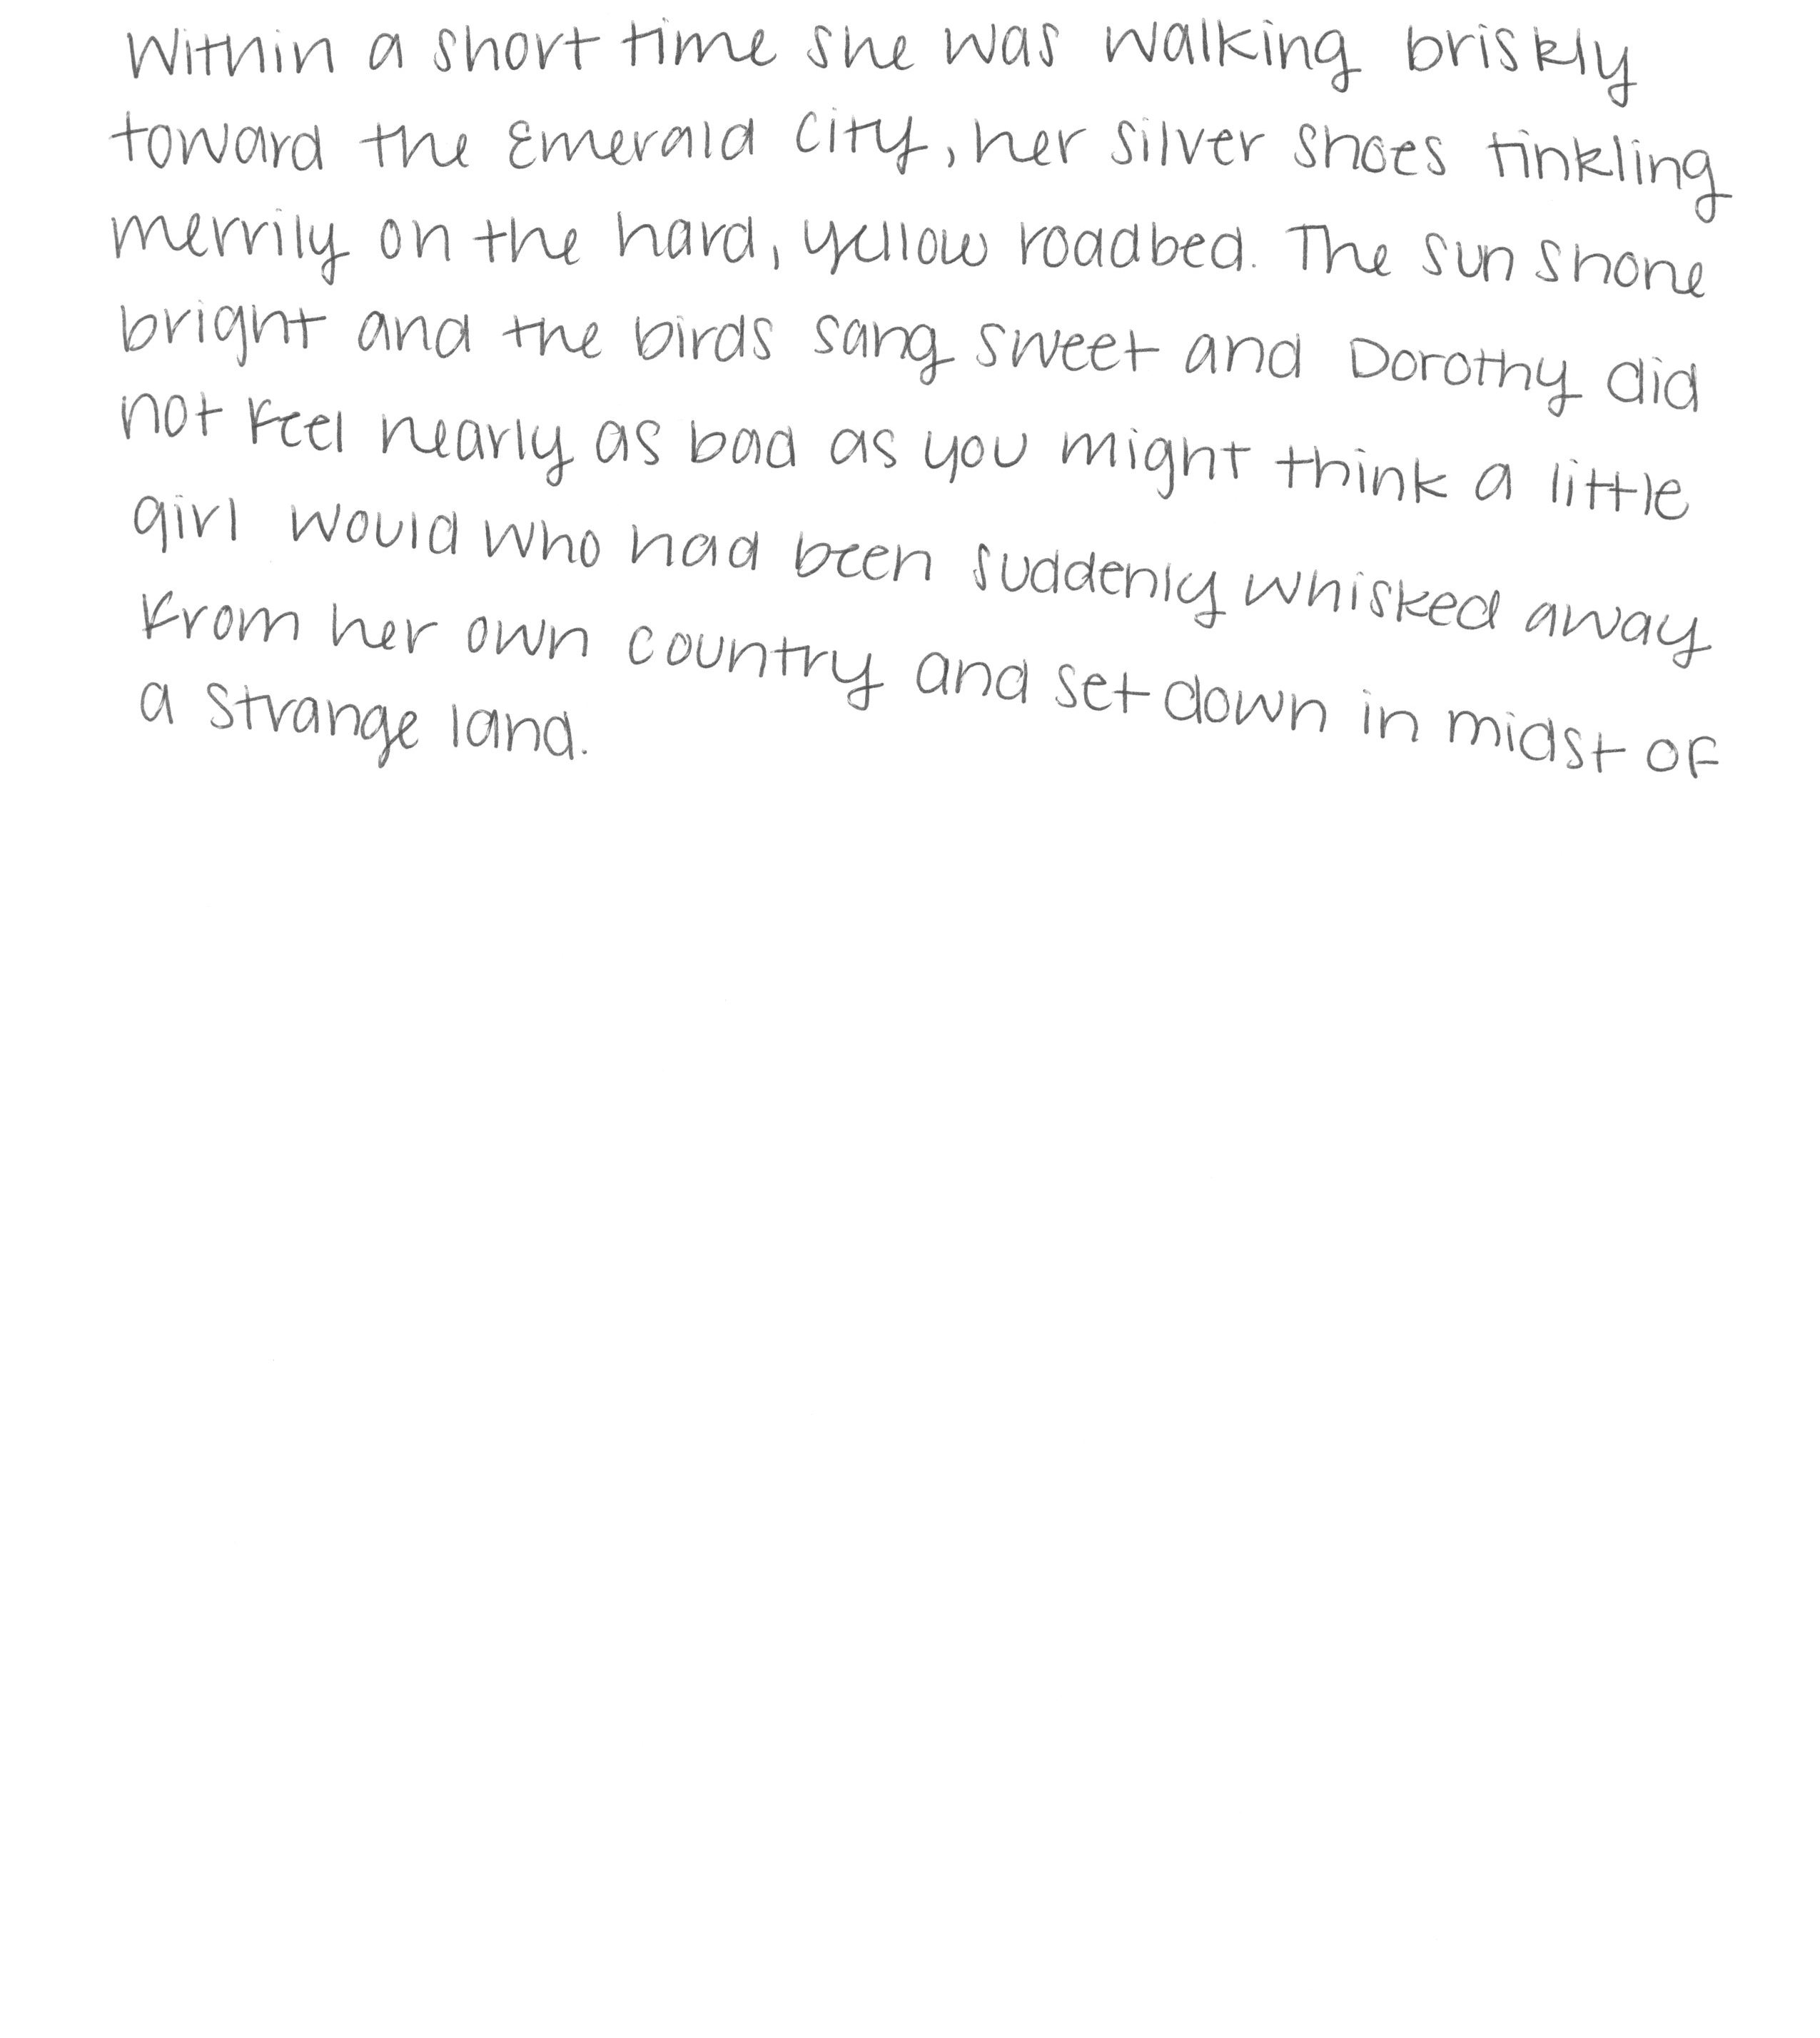 Within a short time she was walking briskly
toward the Emerald City, her silver shoes tinkling
merrily on the hard, yellow roadbed. The sun shone
bright and the birds sang sweet and Dorothy did
not feel nearly as bad as you might think a little
girl would who had been suddenly whisked away
from her own country and set down in midst of
a strange land.